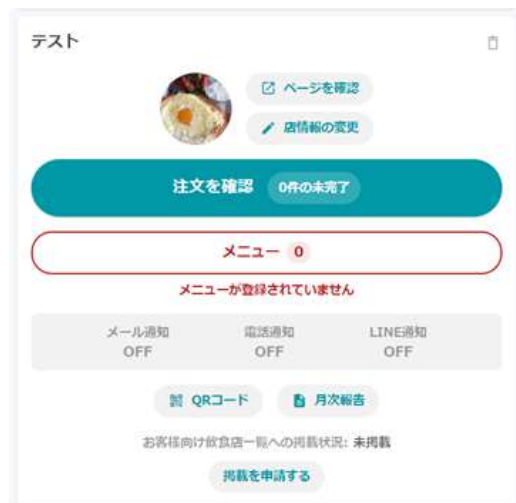 テスト
ページを確認
店情報の変更
注文を確認 0件の未完了
メニュー 0
メニューが登録されていません
メール通知 電話通知 LINE通知
OFF OFF OFF
QRコード 月次報告
お客様向け飲食店一覧への掲載状況: 未掲載
掲載を申請する